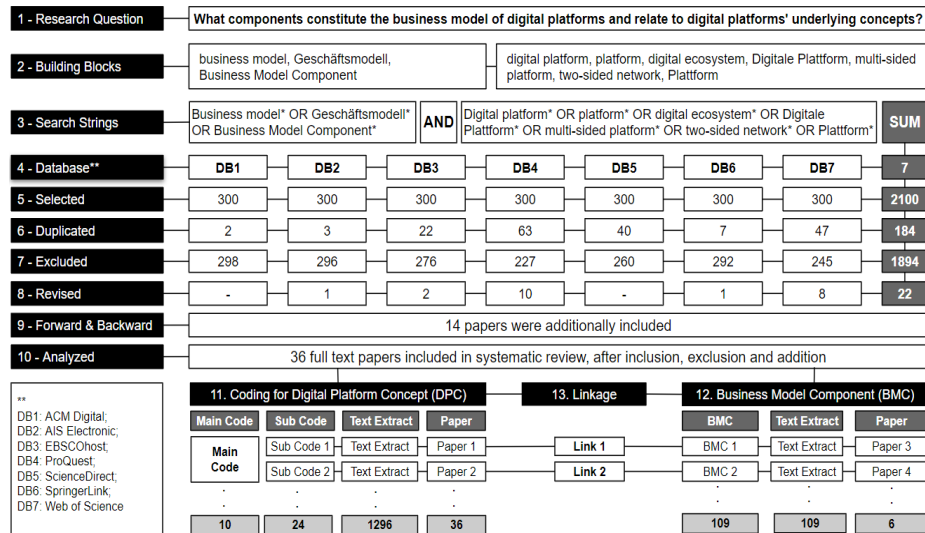 1 - Research Question
What components constitute the business model of digital platforms and relate to digital platforms' underlying concepts?
2 - Building Blocks
business model, Geschäftsmodell,
Business Model Component
digital platform, platform, digital ecosystem, Digitale Plattform, multi-sided
platform, two-sided network, Plattform
3 - Search Strings
Business model* OR Geschäftsmodell*
OR Business Model Component*
AND
Digital platform* OR platform* OR digital ecosystem* OR Digitale
Plattform* OR multi-sided platform* OR two-sided network* OR Plattform*
SUM
4 - Database** DB1 DB2 DB3 DB4 DB5 DB6 DB7 7
5 - Selected 300 300 300 300 300 300 300 2100
6 - Duplicated 2 3 22 63 40 7 47 184
7 - Excluded 298 296 276 227 260 292 245 1894
8 - Revised - 1 2 10 - 1 8 22
9 - Forward & Backward 14 papers were additionally included
10 - Analyzed 36 full text papers included in systematic review, after inclusion, exclusion and addition
**
DB1: ACM Digital;
DB2: AIS Electronic;
DB3: EBSCOhost;
DB4: ProQuest;
DB5: ScienceDirect;
DB6: SpringerLink;
DB7: Web of Science
11. Coding for Digital Platform Concept (DPC) 13. Linkage 12. Business Model Component (BMC)
Main Code Sub Code Text Extract Paper BMC Text Extract Paper
Main
Code
Sub Code 1 Text Extract Paper 1 Link 1 BMC 1 Text Extract Paper 3
Sub Code 2 Text Extract Paper 2 Link 2 BMC 2 Text Extract Paper 4
. . . . . . .
. . . . . . .
10 24 1296 36 109 109 6